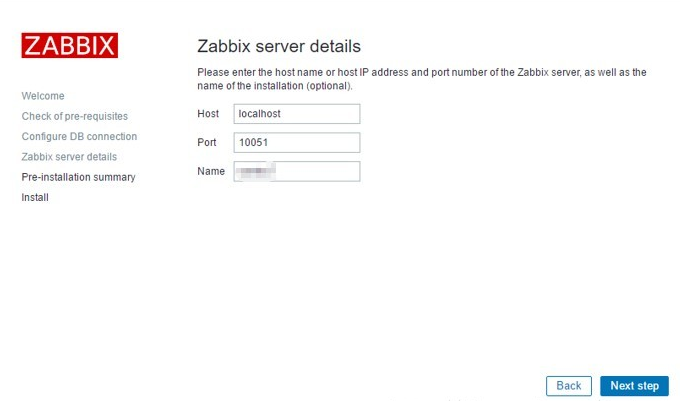 ZABBIX
Welcome
Check of pre-requisites
Configure DB connection
Zabbix server details
Pre-installation summary
Install
Zabbix server details
Please enter the host name or host IP address and port number of the Zabbix server, as well as the
name of the installation (optional).
Host localhost
Port 10051
Name
Back Next step